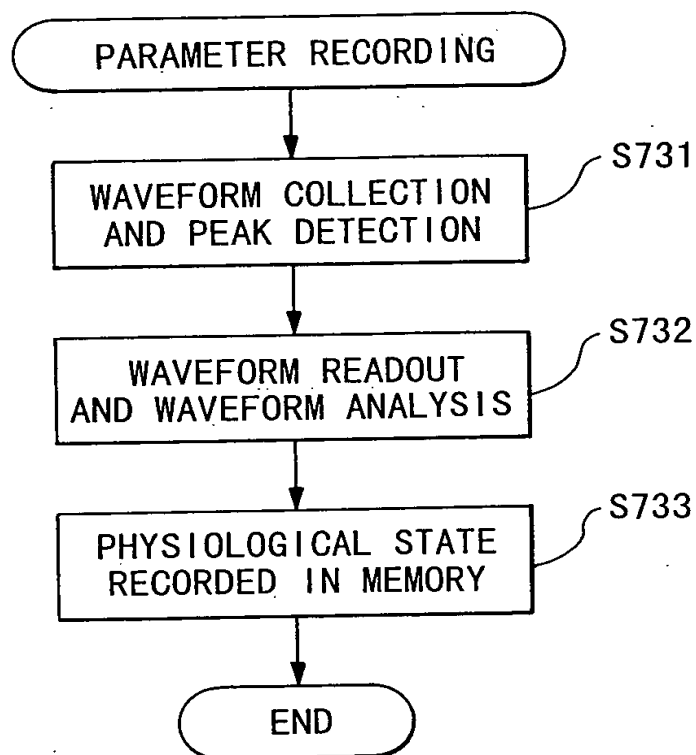 PARAMETER RECORDING
S731
WAVEFORM COLLECTION
AND PEAK DETECTION
S732
WAVEFORM READOUT
AND WAVEFORM ANALYSIS
S733
PHYSIOLOGICAL STATE
RECORDED IN MEMORY
END